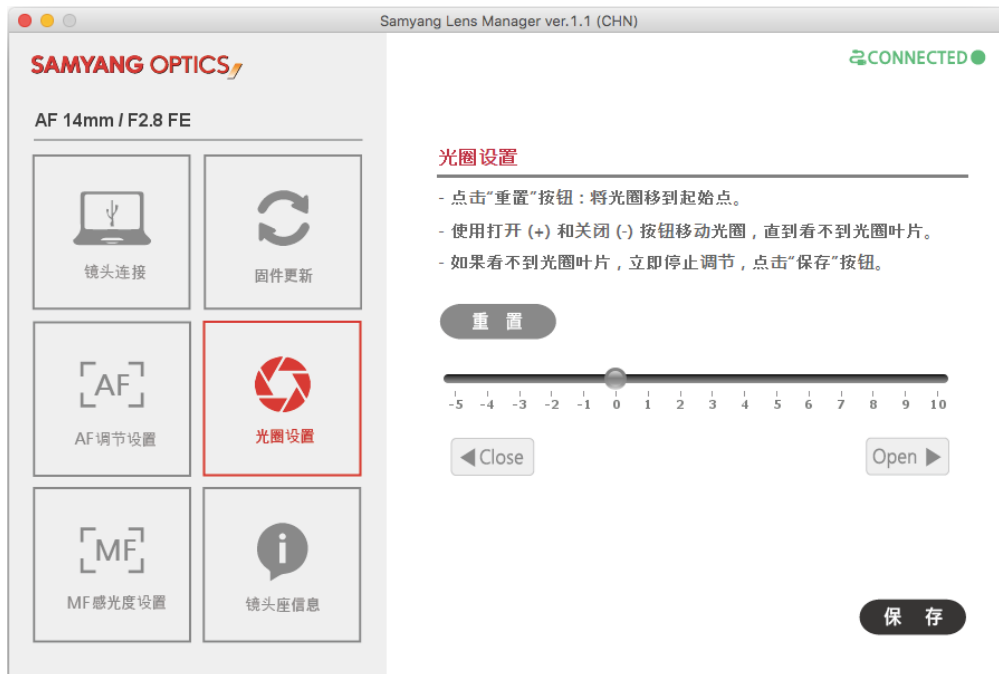 Samyang Lens Manager ver.1.1 (CHN)
SAMYANG OPTICS
CONNECTED
AF 14mm / F2.8 FE
镜头连接
固件更新
AF
AF调节设置
光圈设置
MF
MF感光度设置
i
镜头座信息
光圈设置
- 点击“重置”按钮：将光圈移到起始点。
- 使用打开 (+) 和关闭 (-) 按钮移动光圈，直到看不到光圈叶片。
- 如果看不到光圈叶片，立即停止调节，点击“保存”按钮。
重 置
-5 -4 -3 -2 -1 0 1 2 3 4 5 6 7 8 9 10
Close
Open
保 存